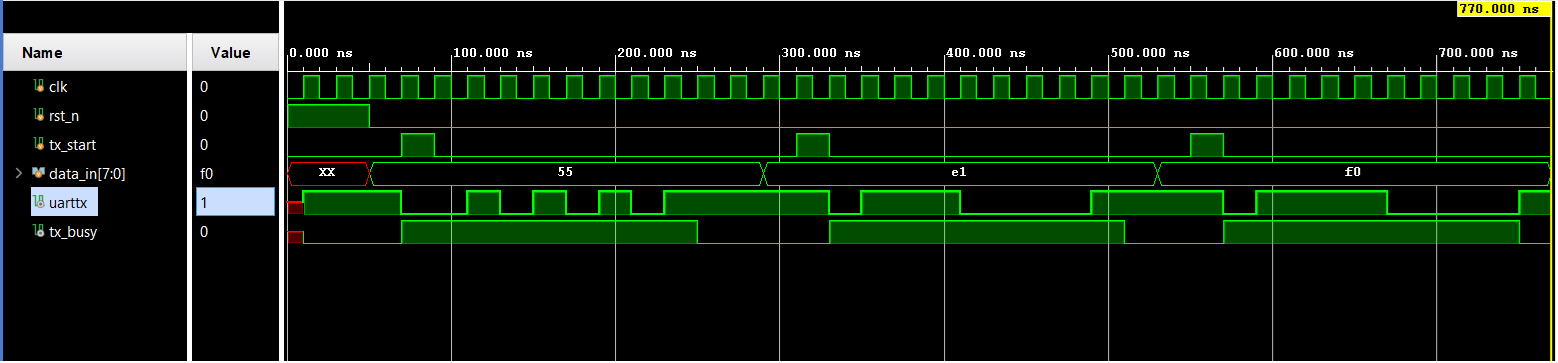 770.000 ns
Name Value
0.000 ns 100.000 ns 200.000 ns 300.000 ns 400.000 ns 500.000 ns 600.000 ns 700.000 ns
clk 0
rst_n 0
tx_start 0
data_in[7:0] f0 XX 55 e1 f0
uarttx 1
tx_busy 0